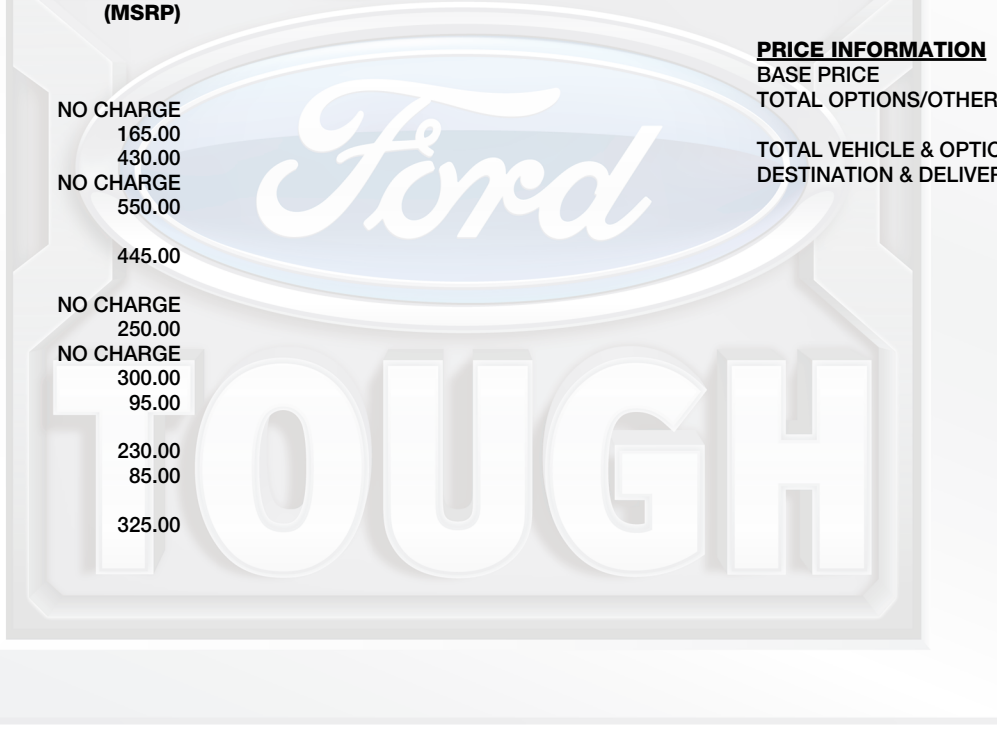 (MSRP)
NO CHARGE
165.00
430.00
NO CHARGE
550.00
445.00
NO CHARGE
250.00
NO CHARGE
300.00
95.00
230.00
85.00
325.00
PRICE INFORMATION
BASE PRICE
TOTAL OPTIONS/OTHER
TOTAL VEHICLE & OPTIO
DESTINATION & DELIVER
Ford
TOUGH